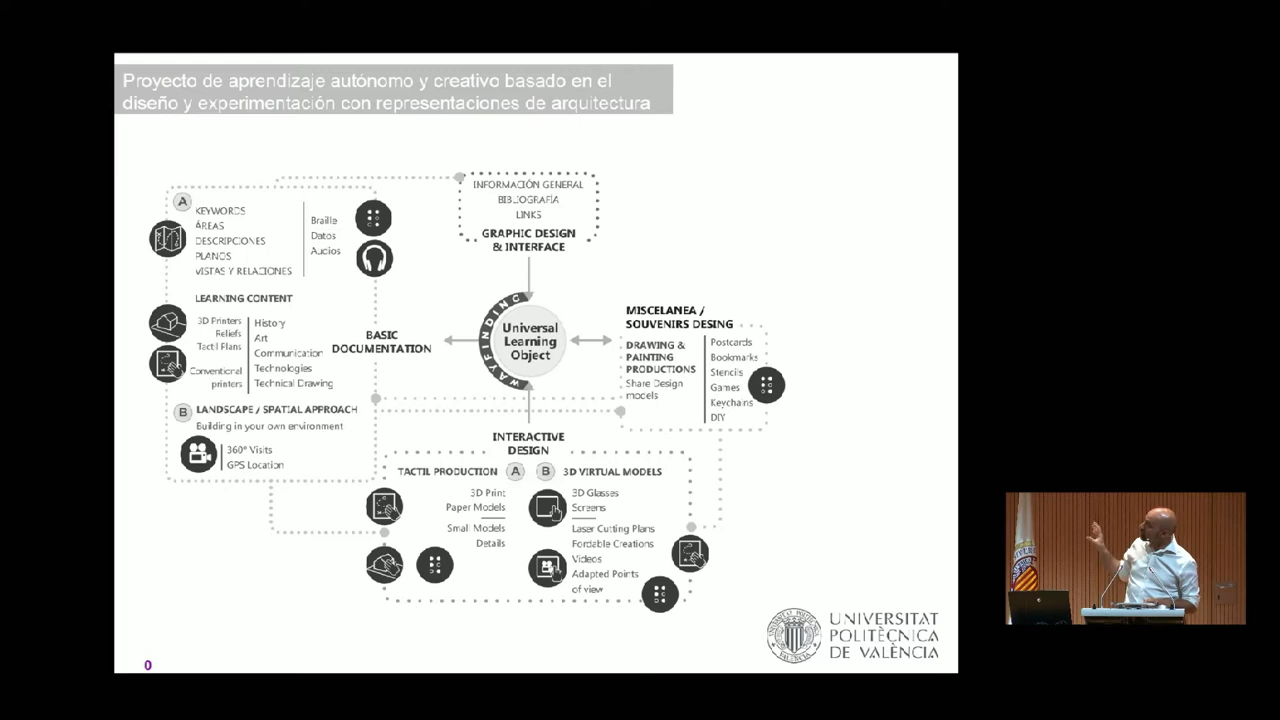 Proyecto de aprendizaje autónomo y creativo basado en el
diseño y experimentación con representaciones de arquitectura
INFORMACIÓN GENERAL
BIBLIOGRAFÍA
LINKS
GRAPHIC DESIGN
& INTERFACE
A
KEYWORDS
ÁREAS
DESCRIPCIONES
PLANOS
VISTAS Y RELACIONES
Braille
Datos
Audios
LEARNING CONTENT
3D Printers
Reliefs
Tactil Plans
Conventional
printers
History
Art
Communication
Technologies
Technical Drawing
BASIC
DOCUMENTATION
B
LANDSCAPE / SPATIAL APPROACH
Building in your own environment
360° Visits
GPS Location
WAYFINDING
Universal
Learning
Object
MISCELANEA /
SOUVENIRS DESING
DRAWING &
PAINTING
PRODUCTIONS
Share Design
models
Postcards
Bookmarks
Stencils
Games
Keychains
DIY
INTERACTIVE
DESIGN
TACTIL PRODUCTION A
B 3D VIRTUAL MODELS
3D Print
Paper Models
Small Models
Details
3D Glasses
Screens
Laser Cutting Plans
Fordable Creations
Videos
Adapted Points
of view
UNIVERSITAT
POLITÈCNICA
DE VALÈNCIA
0